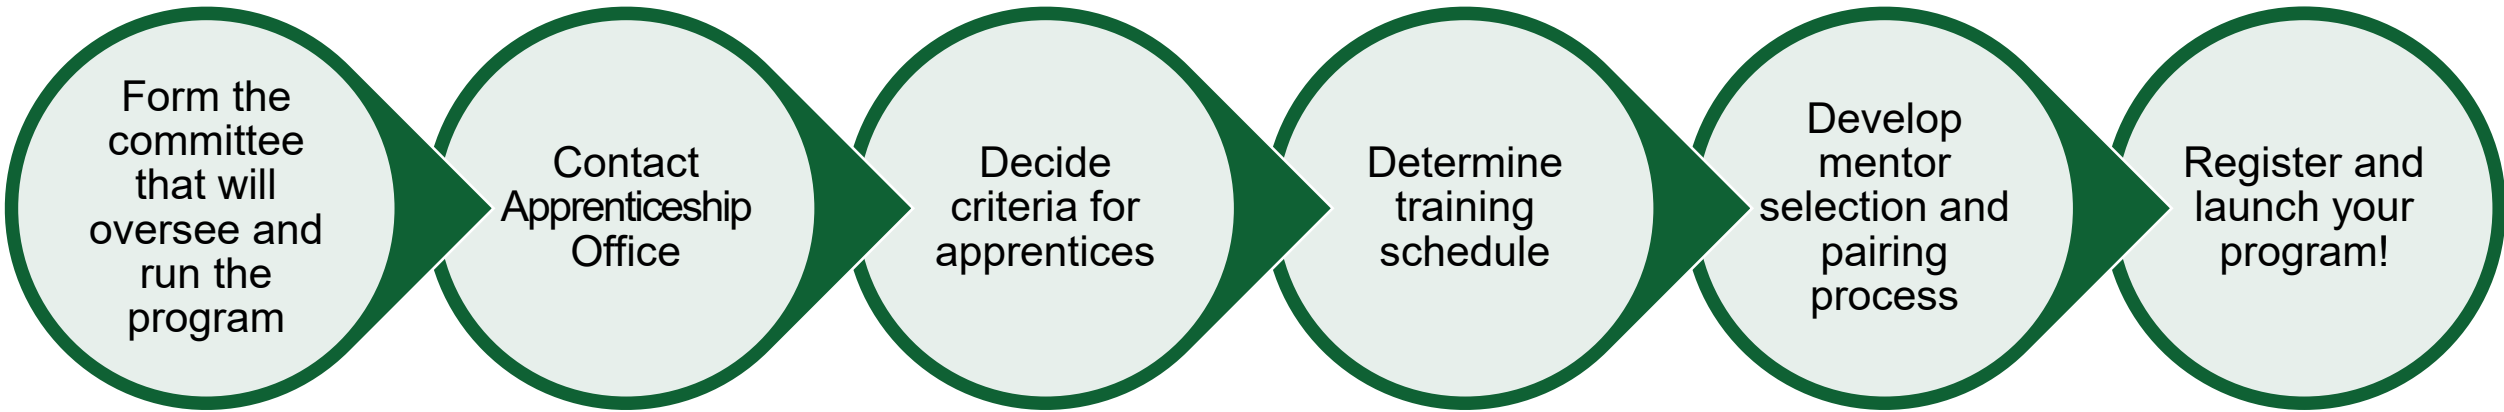 Form the
committee
that will
oversee and
run the
program
Contact
Apprenticeship
Office
Decide
criteria for
apprentices
Determine
training
schedule
Develop
mentor
selection and
pairing
process
Register and
launch your
program!